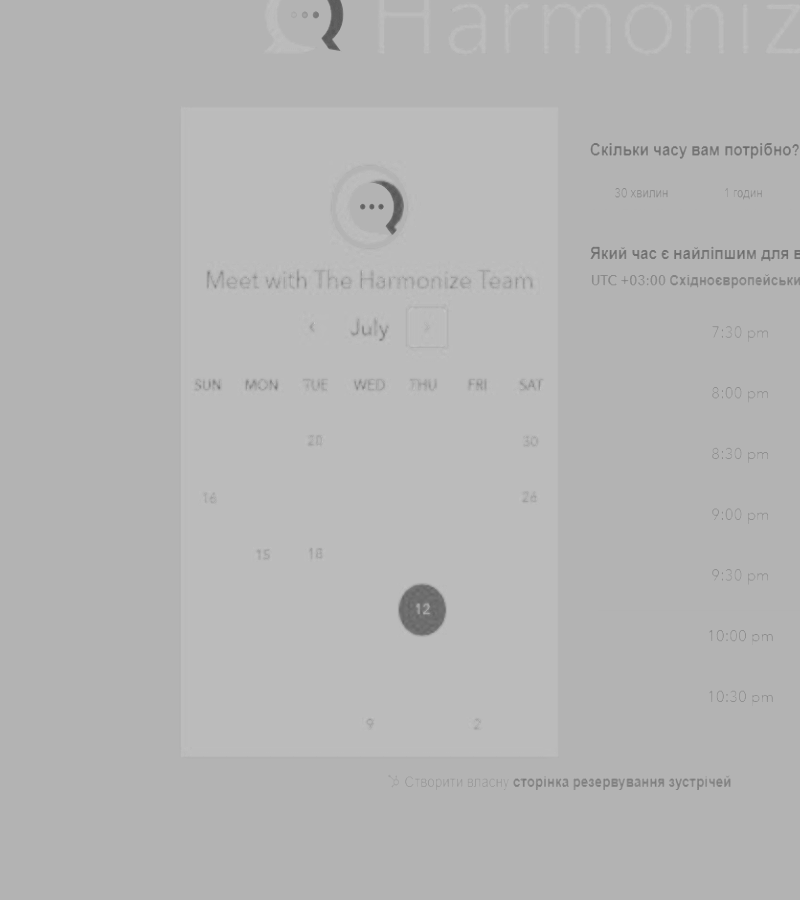 Harmoniz
Meet with The Harmonize Team
‹ July ›
SUN MON TUE WED THU FRI SAT
20 30
16 26
15 18
12
9 2
Скільки часу вам потрібно?
30 хвилин 1 годин
Який час є найліпшим для в
UTC +03:00 Східноєвропейськи
7:30 pm
8:00 pm
8:30 pm
9:00 pm
9:30 pm
10:00 pm
10:30 pm
Створити власну сторінка резервування зустрічей